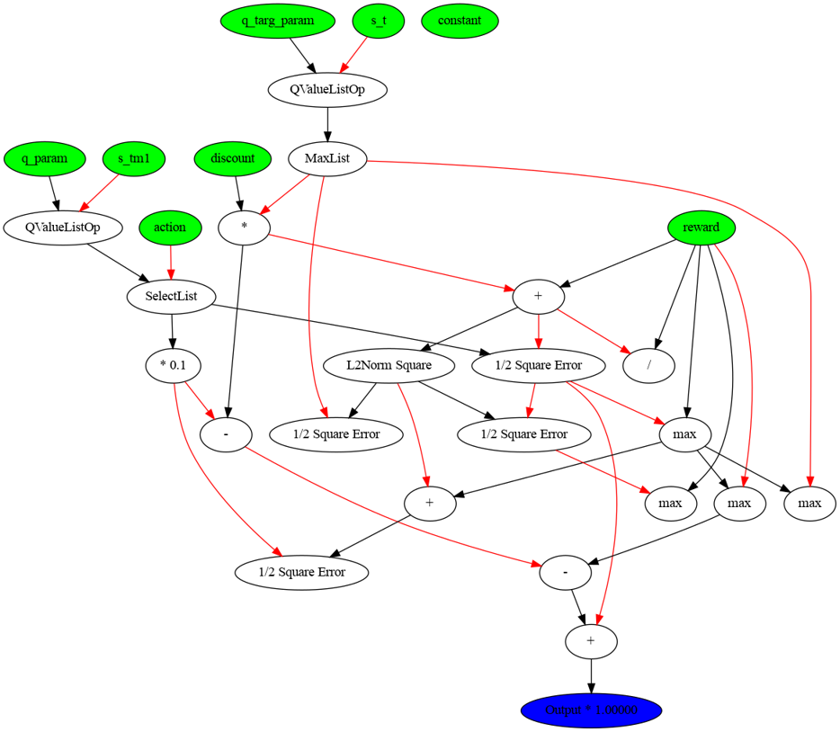 q_targ_param
s_t
constant
QValueListOp
q_param
s_tm1
discount
MaxList
QValueListOp
action
*
reward
SelectList
+
* 0.1
L2Norm Square
1/2 Square Error
/
-
1/2 Square Error
1/2 Square Error
max
+
max
max
max
1/2 Square Error
-
+
Output * 1.00000